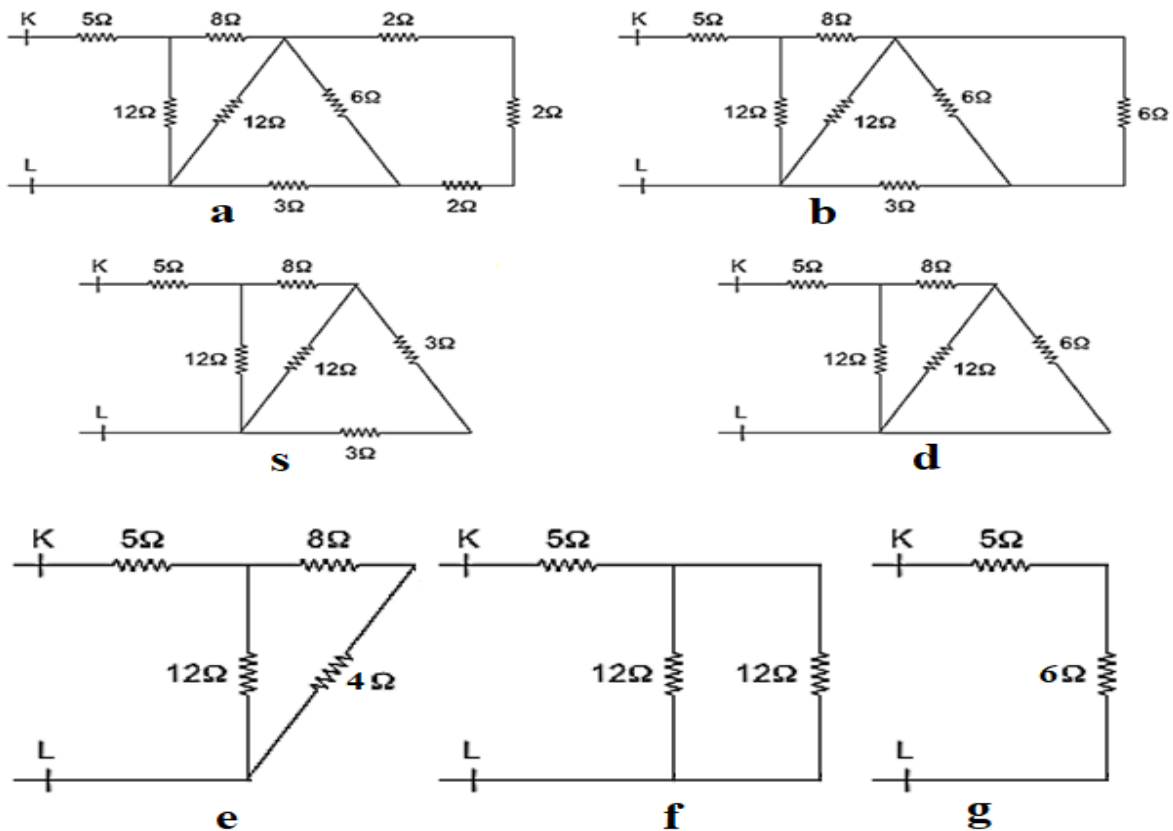 K 5Ω 8Ω 2Ω
12Ω 12Ω 6Ω 2Ω
L
3Ω 2Ω
a
K 5Ω 8Ω
12Ω 12Ω 6Ω 6Ω
L
3Ω
b
K 5Ω 8Ω
12Ω 12Ω 3Ω
L
3Ω
s
K 5Ω 8Ω
12Ω 12Ω 6Ω
L
d
K 5Ω 8Ω
12Ω 4Ω
L
e
K 5Ω
12Ω 12Ω
L
f
K 5Ω
6Ω
L
g